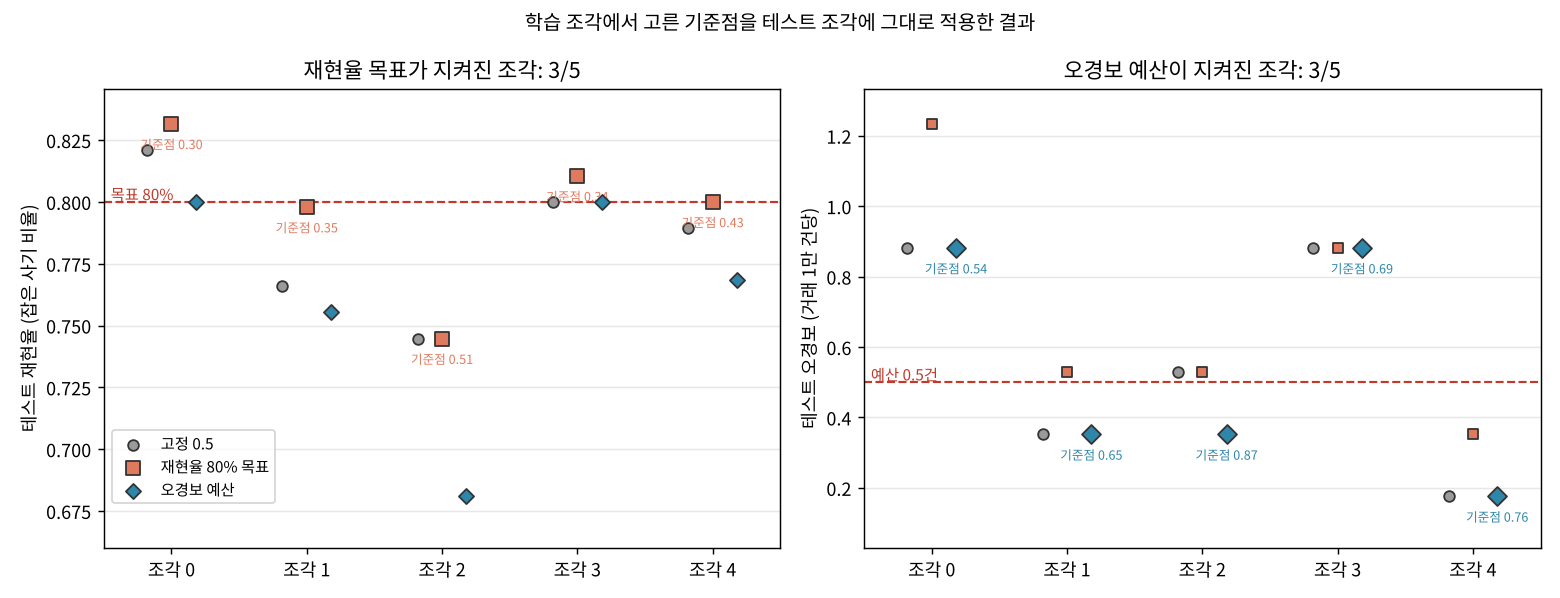 학습 조각에서 고른 기준점을 테스트 조각에 그대로 적용한 결과
재현율 목표가 지켜진 조각: 3/5
테스트 재현율 (잡은 사기 비율)
0.825
0.800
0.775
0.750
0.725
0.700
0.675
목표 80%
기준점 0.30
기준점 0.35
기준점 0.51
기준점 0.34
기준점 0.43
고정 0.5
재현율 80% 목표
오경보 예산
조각 0
조각 1
조각 2
조각 3
조각 4
오경보 예산이 지켜진 조각: 3/5
테스트 오경보 (거래 1만 건당)
1.2
1.0
0.8
0.6
0.4
0.2
예산 0.5건
기준점 0.54
기준점 0.65
기준점 0.87
기준점 0.69
기준점 0.76
조각 0
조각 1
조각 2
조각 3
조각 4